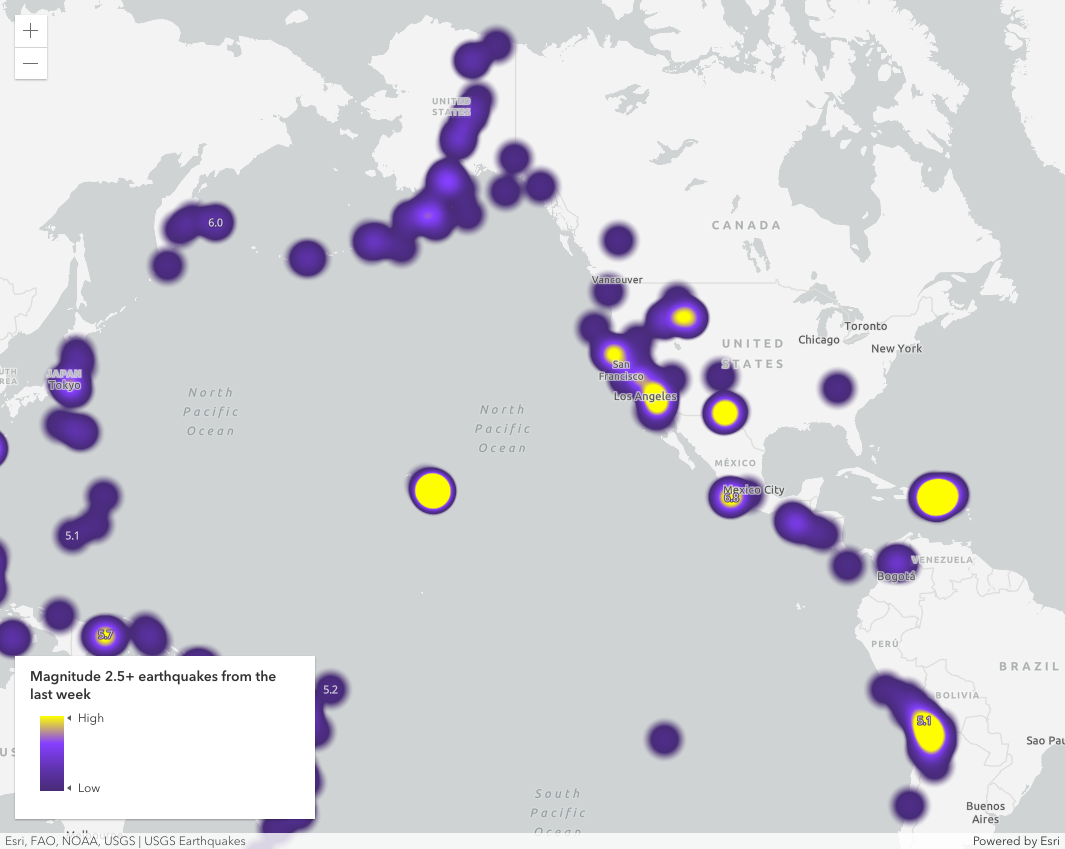 +
UNITED
STATES
6.0
CANADA
Vancouver
Toronto
Chicago
New York
UNITED
STATES
San
Francisco
Los Angeles
JAPAN
Tokyo
North
Pacific
Ocean
North
Pacific
Ocean
MÉXICO
Mexico City
6.8
5.1
VENEZUELA
Bogotá
5.7
PERÚ
BRAZIL
BOLIVIA
5.2
5.1
Sao Pau
Magnitude 2.5+ earthquakes from the
last week
High
Low
South
Pacific
Ocean
Buenos
Aires
Esri, FAO, NOAA, USGS | USGS Earthquakes
Powered by Esri